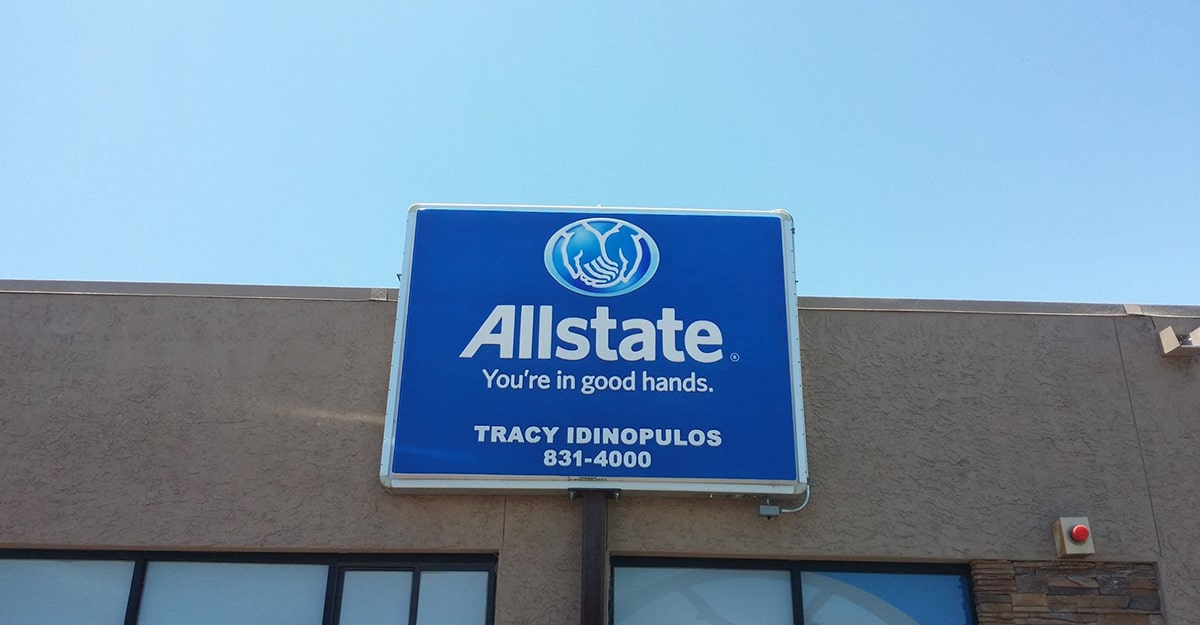 Allstate®
You're in good hands.
TRACY IDINOPULOS
831-4000